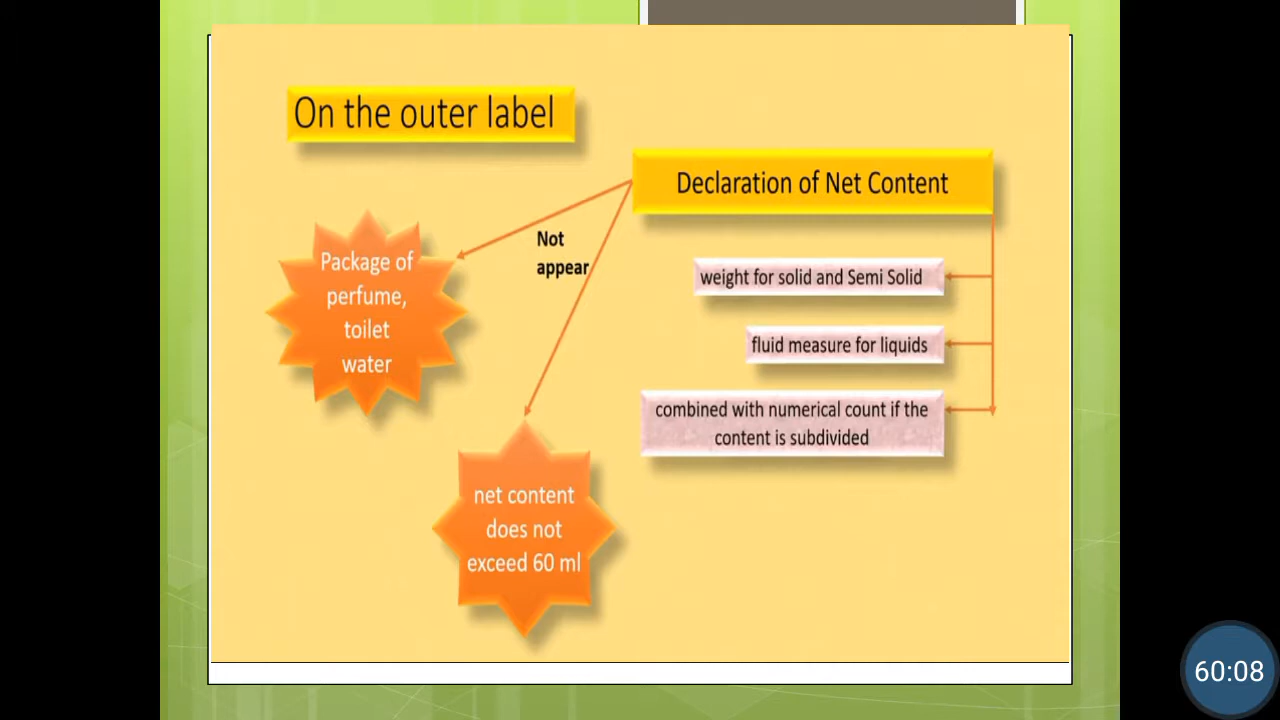 On the outer label
Declaration of Net Content
Not
appear
Package of
perfume,
toilet
water
weight for solid and Semi Solid
fluid measure for liquids
combined with numerical count if the
content is subdivided
net content
does not
exceed 60 ml
60:08